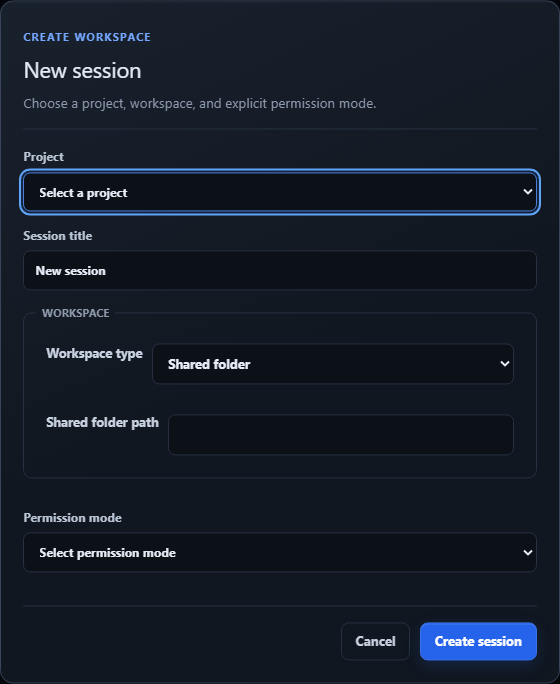 CREATE WORKSPACE
New session
Choose a project, workspace, and explicit permission mode.
Project
Select a project
Session title
New session
WORKSPACE
Workspace type
Shared folder
Shared folder path
Permission mode
Select permission mode
Cancel
Create session